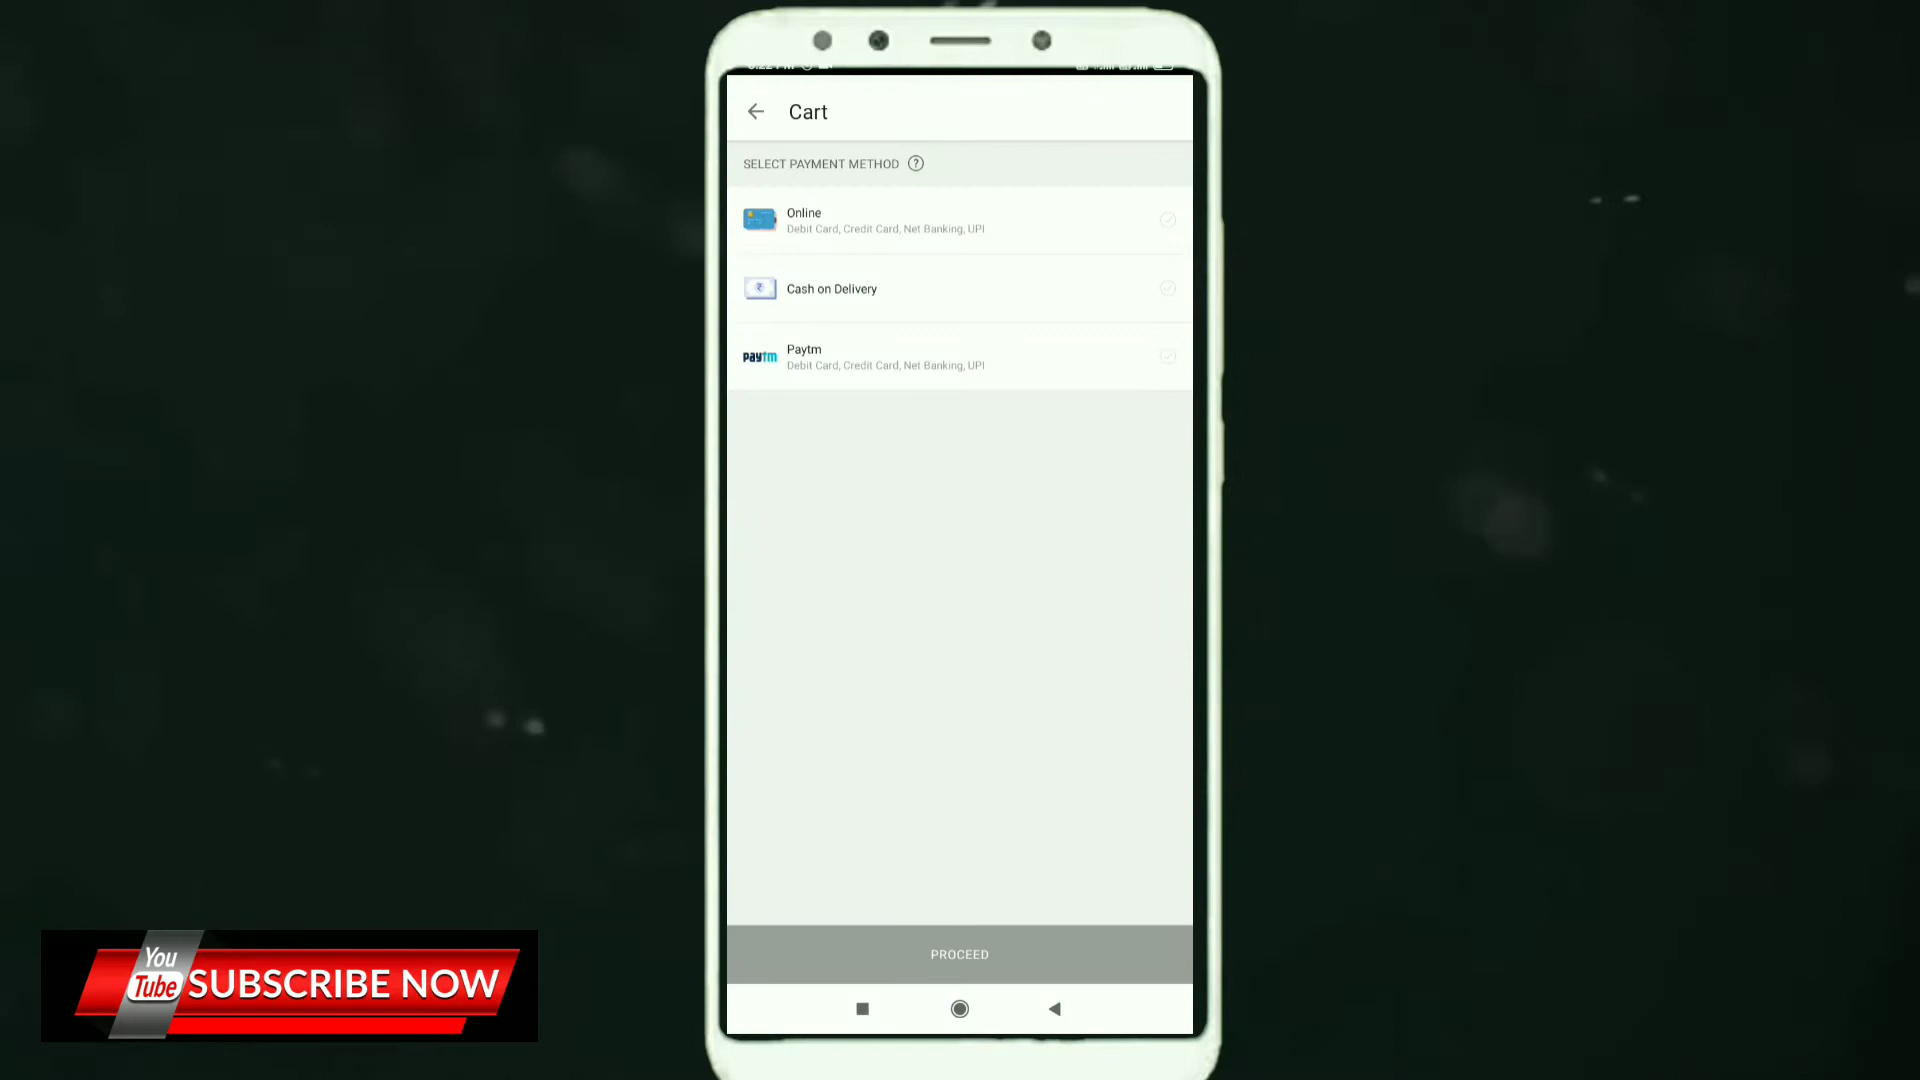 Cart
SELECT PAYMENT METHOD ?
Online
Debit Card, Credit Card, Net Banking, UPI
₹
Cash on Delivery
paytm
Paytm
Debit Card, Credit Card, Net Banking, UPI
PROCEED
You
Tube
SUBSCRIBE NOW